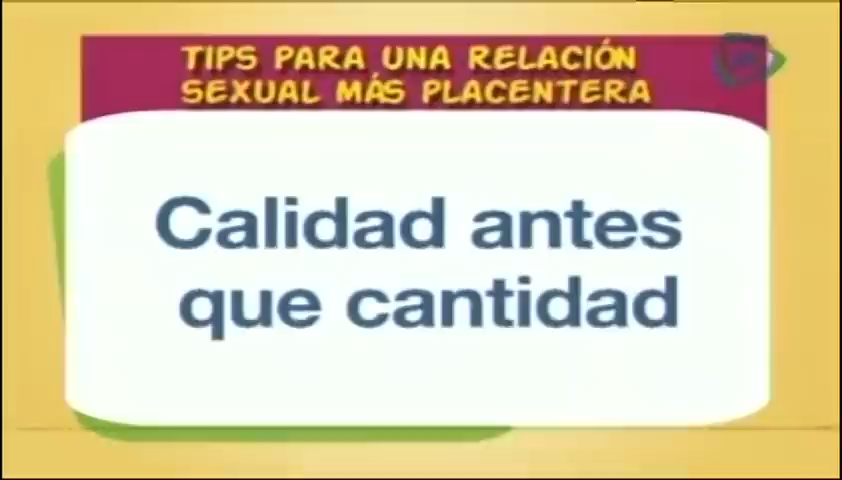 TIPS PARA UNA RELACIÓN
SEXUAL MÁS PLACENTERA
Calidad antes
que cantidad